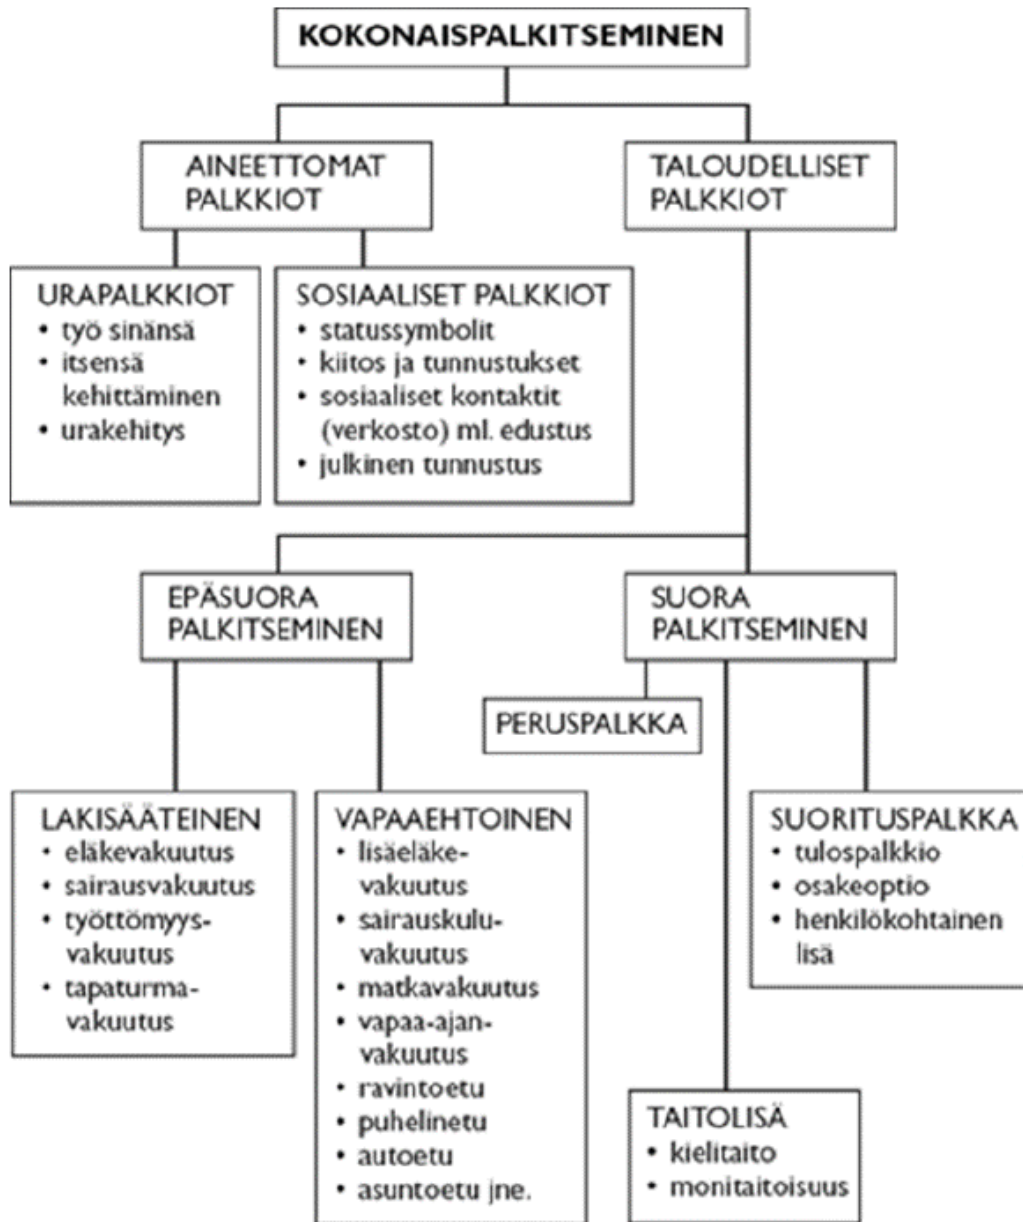 KOKONAISPALKITSEMINEN
AINEETTOMAT
PALKKIOT
TALOUDELLISET
PALKKIOT
URAPALKKIOT
• työ sinänsä
• itsensä
kehittäminen
• urakehitys
SOSIAALISET PALKKIOT
• statussymbolit
• kiitos ja tunnustukset
• sosiaaliset kontaktit
(verkosto) ml. edustus
• julkinen tunnustus
EPÄSUORA
PALKITSEMINEN
SUORA
PALKITSEMINEN
PERUSPALKKA
LAKISÄÄTEINEN
• eläkevakuutus
• sairausvakuutus
• työttömyys-
vakuutus
• tapaturma-
vakuutus
VAPAAEHTOINEN
• lisäeläke-
vakuutus
• sairauskulu-
vakuutus
• matkavakuutus
• vapaa-ajan-
vakuutus
• ravintoetu
• puhelinetu
• autoetu
• asuntoetu jne.
SUORITUSPALKKA
• tulospalkkio
• osakeoptio
• henkilökohtainen
lisä
TAITOLISÄ
• kielitaito
• monitaitoisuus